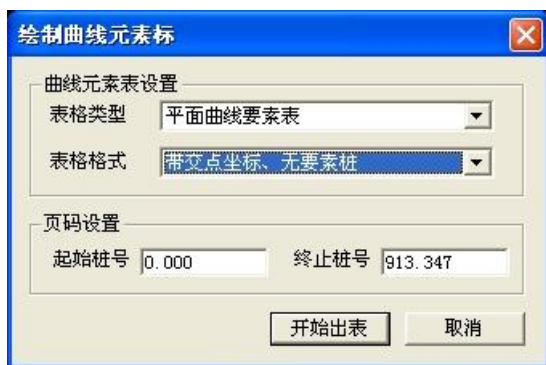 绘制曲线元素标
曲线元素表设置
表格类型 平面曲线要素表
表格格式 带交点坐标、无要素桩
页码设置
起始桩号 0.000 终止桩号 913.347
开始出表 取消